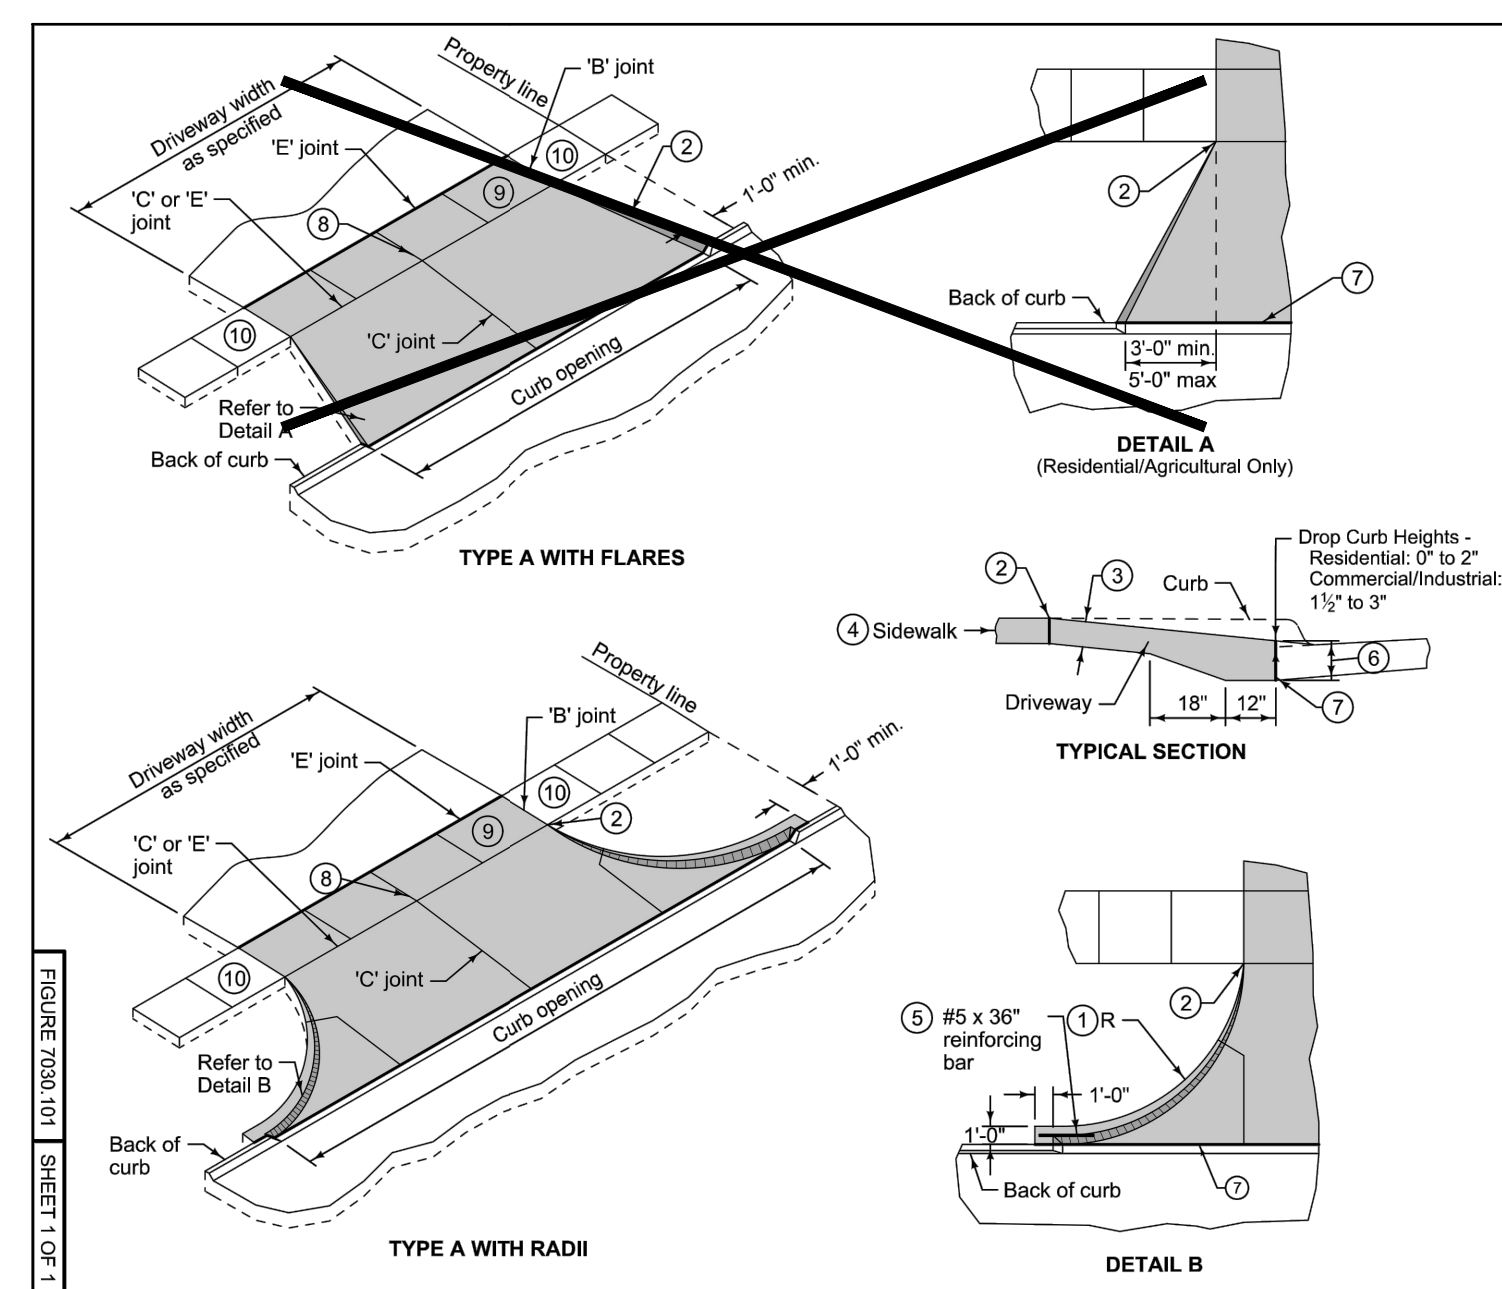 Driveway width
as specified
Property line
'B' joint
'E' joint
10
2
9
1'-0" min.
'C' or 'E'
joint
8
10
'C' joint
Curb opening
Refer to
Detail A
Back of curb
TYPE A WITH FLARES
2
Back of curb
7
3'-0" min.
5'-0" max
DETAIL A
(Residential/Agricultural Only)
Drop Curb Heights -
Residential: 0" to 2"
Commercial/Industrial:
1½" to 3"
2
3
Curb
4 Sidewalk
6
Driveway
18"
12"
7
TYPICAL SECTION
Property line
Driveway width
as specified
'B' joint
1'-0" min.
'E' joint
10
2
9
'C' or 'E'
joint
8
10
'C' joint
Curb opening
Refer to
Detail B
Back of
curb
TYPE A WITH RADII
2
5 #5 x 36"
reinforcing
bar
1 R
1'-0"
1'-0"
Back of curb
7
DETAIL B
FIGURE 7030.101
SHEET 1 OF 1